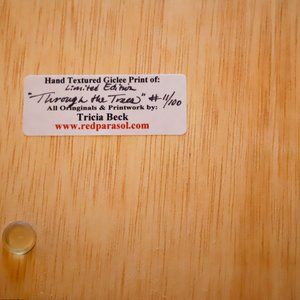 Hand Textured Giclee Print of:
Limited Edition
"Through the Trees" # 11/100
All Oringinals & Printwork by:
Tricia Beck
www.redparasol.com